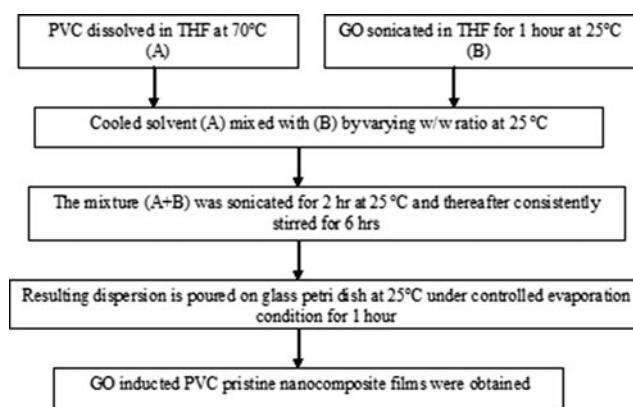 PVC dissolved in THF at 70°C
(A)
GO sonicated in THF for 1 hour at 25°C
(B)
Cooled solvent (A) mixed with (B) by varying w/w ratio at 25 °C
The mixture (A+B) was sonicated for 2 hr at 25 °C and thereafter consistently
stirred for 6 hrs
Resulting dispersion is poured on glass petri dish at 25°C under controlled evaporation
condition for 1 hour
GO inducted PVC pristine nanocomposite films were obtained